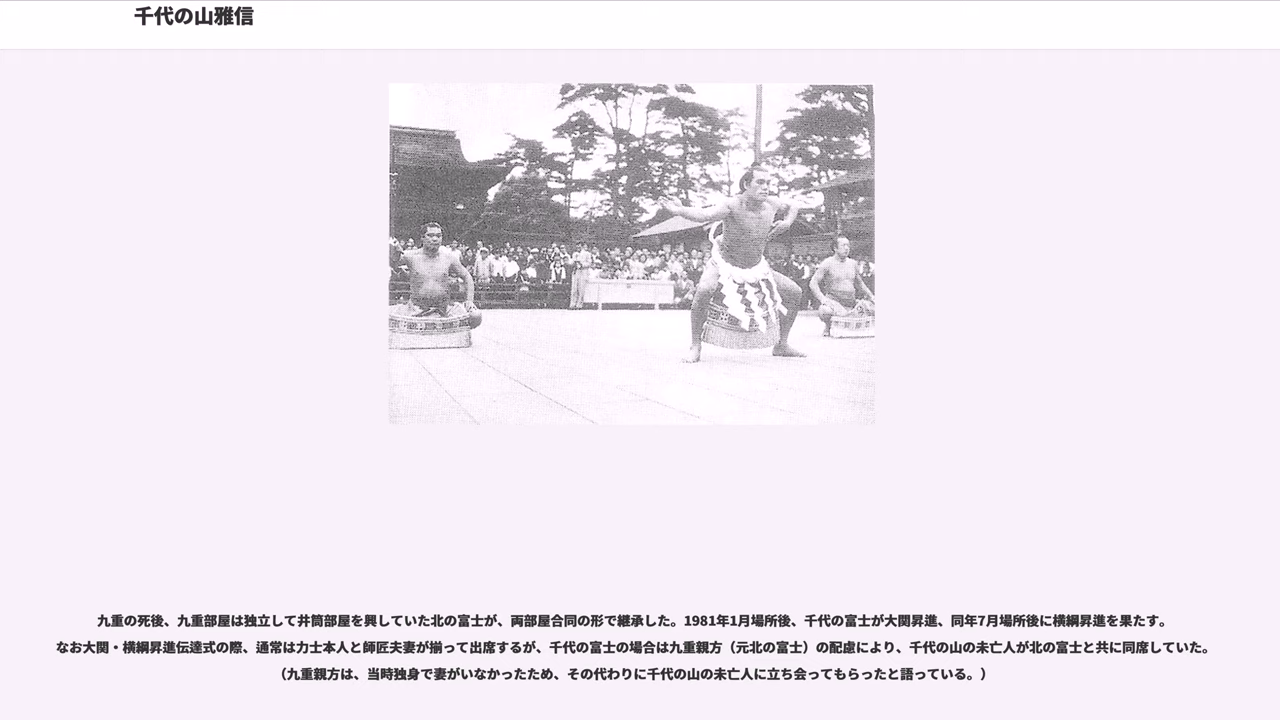 千代の山雅信
九重の死後、九重部屋は独立して井筒部屋を興していた北の富士が、両部屋合同の形で継承した。1981年1月場所後、千代の富士が大関昇進、同年7月場所後に横綱昇進を果たす。
なお大関・横綱昇進伝達式の際、通常は力士本人と師匠夫妻が揃って出席するが、千代の富士の場合は九重親方（元北の富士）の配慮により、千代の山の未亡人が北の富士と共に同席していた。
（九重親方は、当時独身で妻がいなかったため、その代わりに千代の山の未亡人に立ち会ってもらったと語っている。）